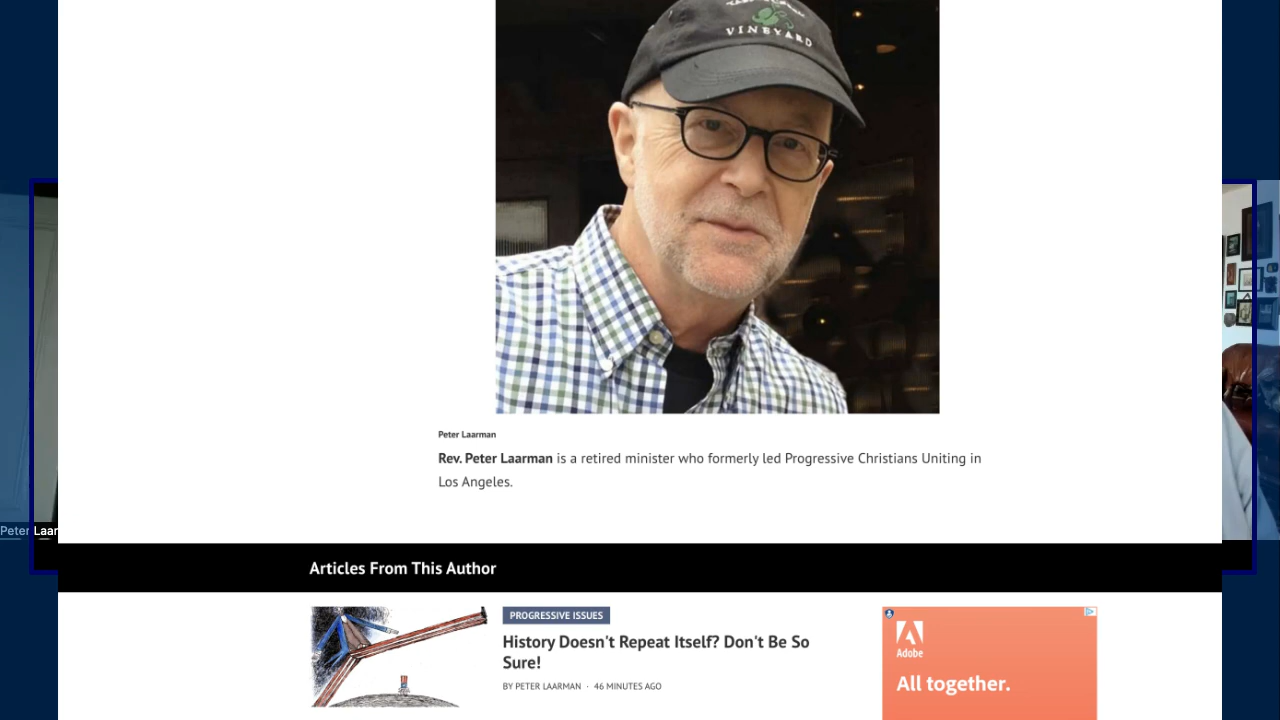 VINEYARD
Peter Laarman
Rev. Peter Laarman is a retired minister who formerly led Progressive Christians Uniting in
Los Angeles.
Peter Laar
Articles From This Author
PROGRESSIVE ISSUES
History Doesn't Repeat Itself? Don't Be So
Sure!
BY PETER LAARMAN · 46 MINUTES AGO
Adobe
All together.